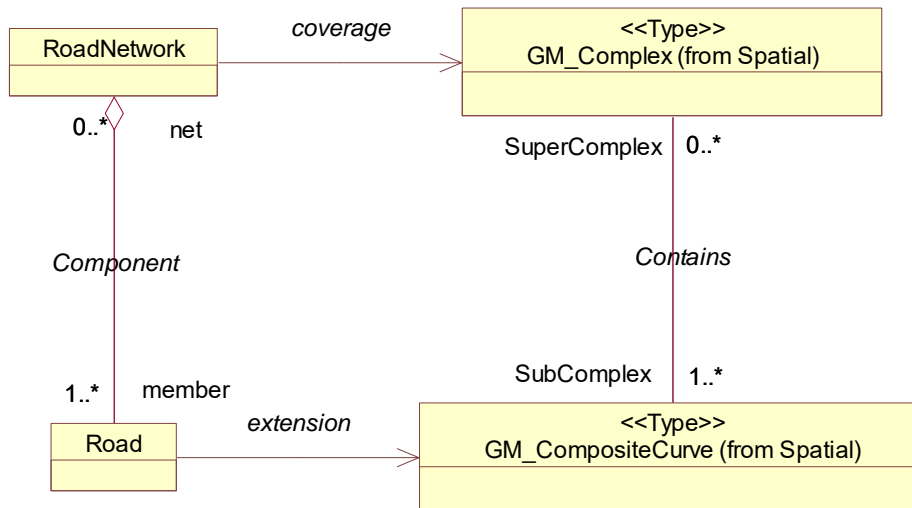 coverage
RoadNetwork
<<Type>>
GM_Complex (from Spatial)
0..*
net
SuperComplex
0..*
Component
Contains
1..*
member
SubComplex
1..*
extension
Road
<<Type>>
GM_CompositeCurve (from Spatial)